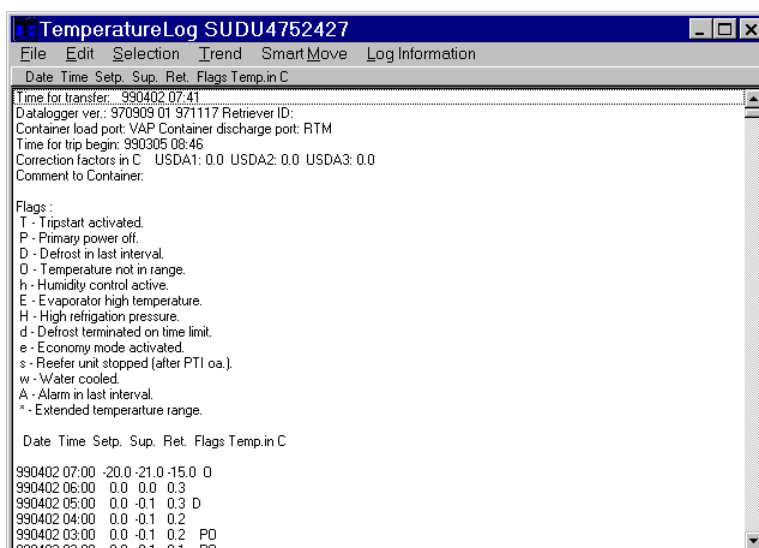 TemperatureLog SUDU4752427
File Edit Selection Trend Smart Move Log Information
Date Time Setp. Sup. Ret. Flags Temp.in C
Time for transfer: 990402 07:41
Datalogger ver.: 970909 01 971117 Retriever ID:
Container load port: VAP Container discharge port: RTM
Time for trip begin: 990305 08:46
Correction factors in C USDA1: 0.0 USDA2: 0.0 USDA3: 0.0
Comment to Container:
Flags :
T - Tripstart activated.
P - Primary power off.
D - Defrost in last interval.
O - Temperature not in range.
h - Humidity control active.
E - Evaporator high temperature.
H - High refrigation pressure.
d - Defrost terminated on time limit.
e - Economy mode activated.
s - Reefer unit stopped (after PTI oa.).
w - Water cooled.
A - Alarm in last interval.
* - Extended temperarture range.
Date Time Setp. Sup. Ret. Flags Temp.in C
990402 07:00 -20.0 -21.0 -15.0 O
990402 06:00 0.0 0.0 0.3
990402 05:00 0.0 -0.1 0.3 D
990402 04:00 0.0 -0.1 0.2
990402 03:00 0.0 -0.1 0.2 PO